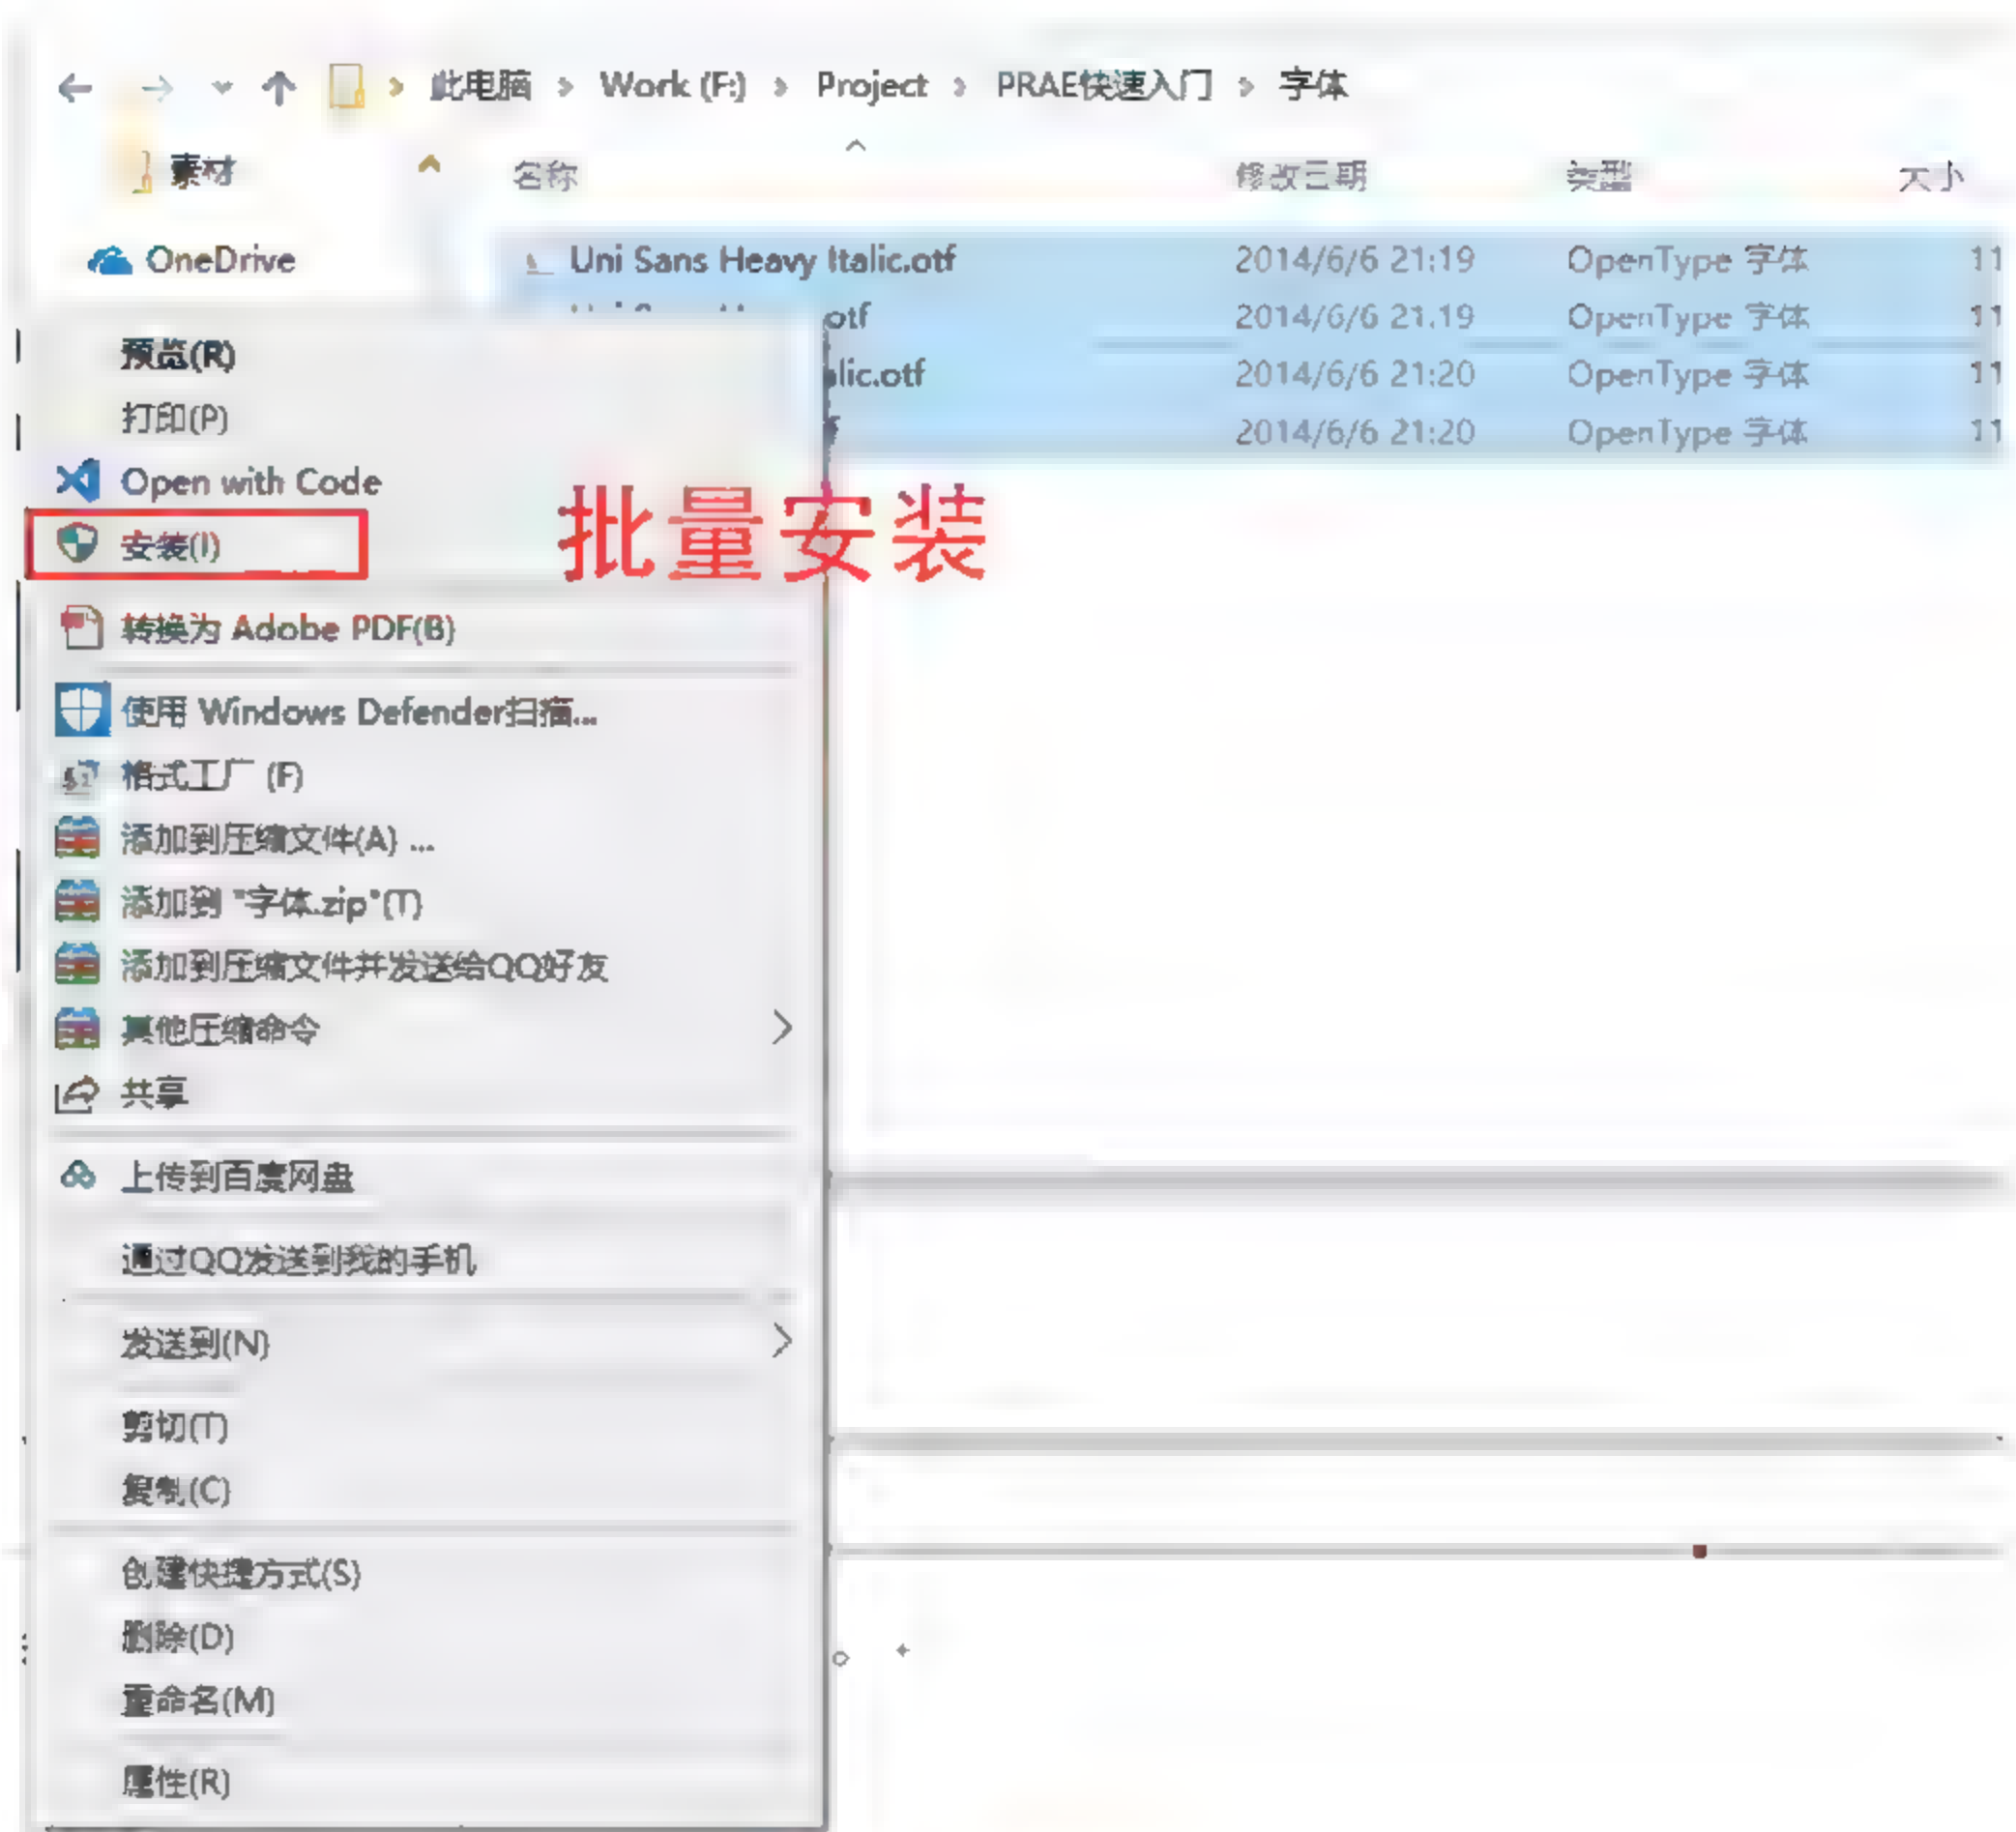 此电脑 > Work (F:) > Project > PRAE快速入门 > 字体
素材
名称 修改日期 类型 大小
OneDrive
Uni Sans Heavy Italic.otf 2014/6/6 21:19 OpenType 字体 11
otf 2014/6/6 21:19 OpenType 字体 11
alic.otf 2014/6/6 21:20 OpenType 字体 11
2014/6/6 21:20 OpenType 字体 11
预览(R)
打印(P)
Open with Code
安装(I)
批量安装
转换为 Adobe PDF(B)
使用 Windows Defender扫描...
格式工厂 (F)
添加到压缩文件(A) ...
添加到 "字体.zip"(T)
添加到压缩文件并发送给QQ好友
其他压缩命令
共享
上传到百度网盘
通过QQ发送到我的手机
发送到(N)
剪切(T)
复制(C)
创建快捷方式(S)
删除(D)
重命名(M)
属性(R)